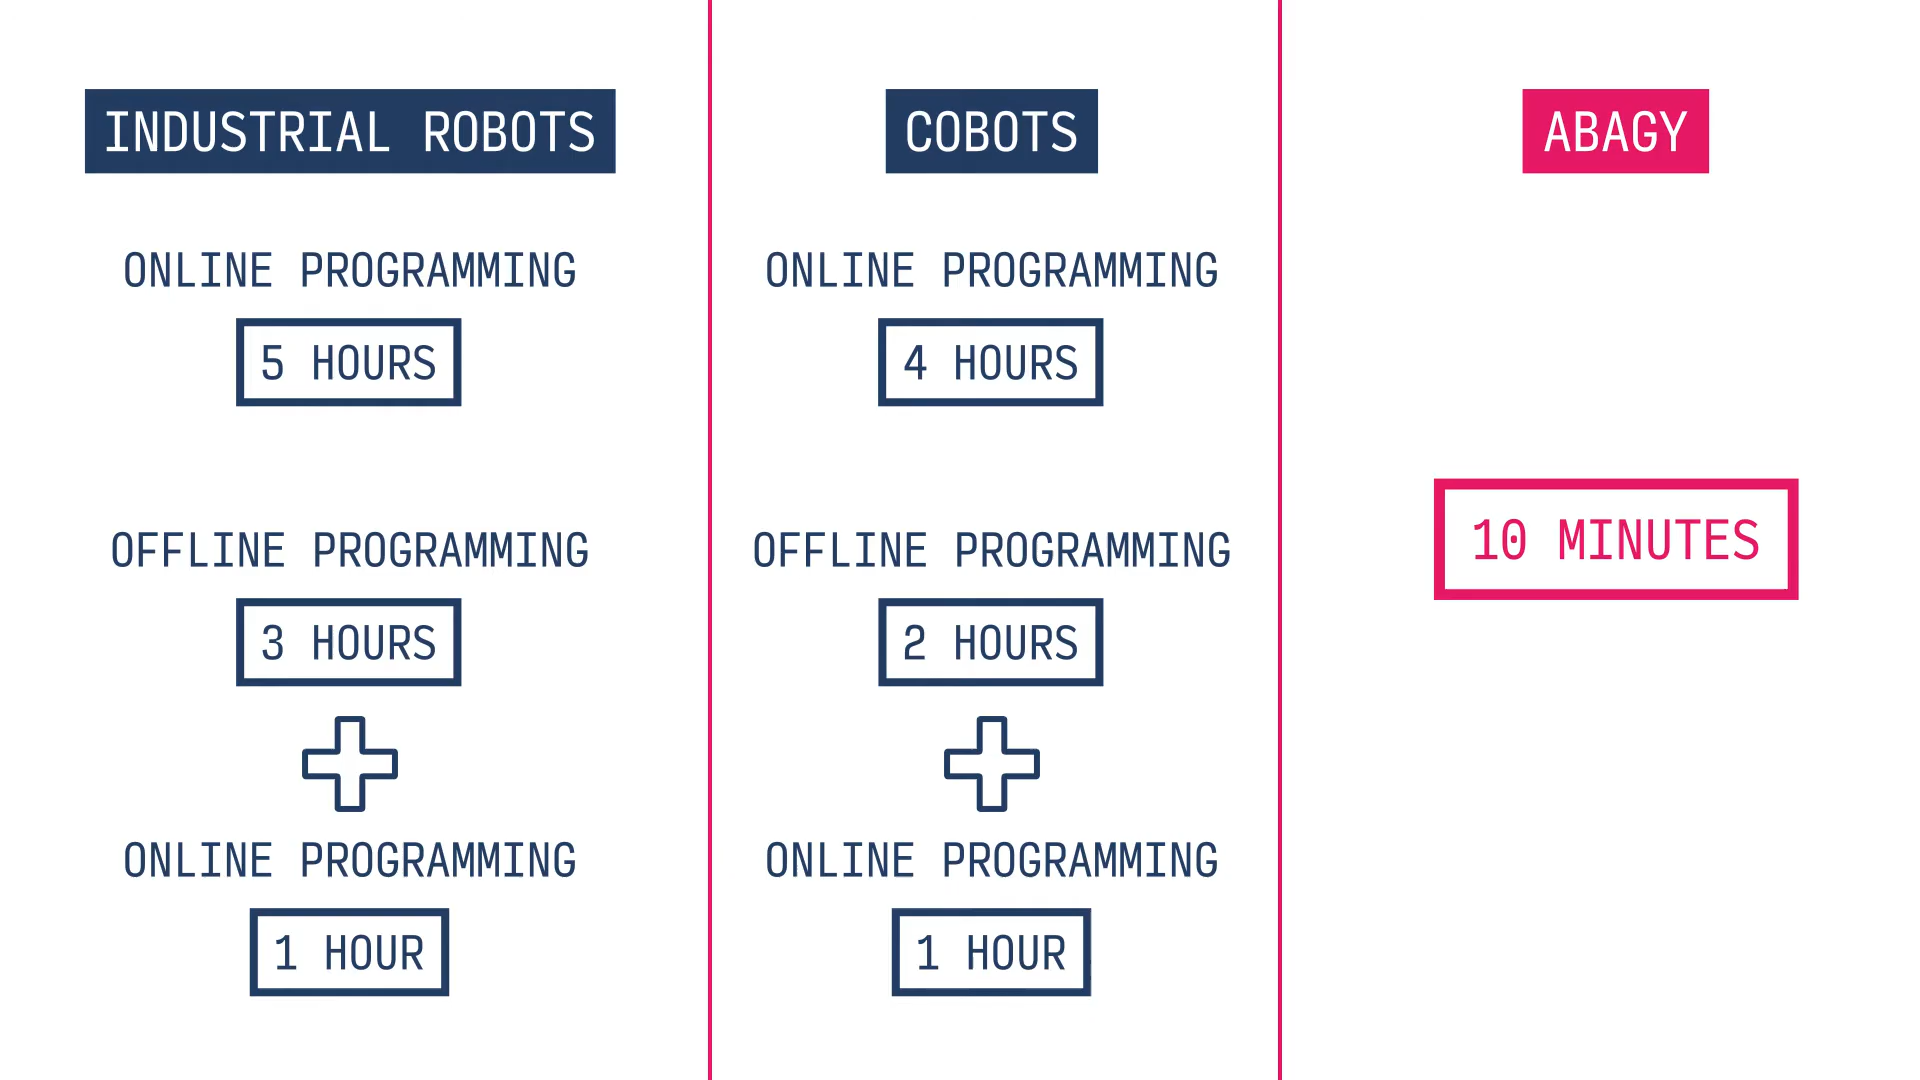 INDUSTRIAL ROBOTS
ONLINE PROGRAMMING
5 HOURS
OFFLINE PROGRAMMING
3 HOURS
ONLINE PROGRAMMING
1 HOUR
COBOTS
ONLINE PROGRAMMING
4 HOURS
OFFLINE PROGRAMMING
2 HOURS
ONLINE PROGRAMMING
1 HOUR
ABAGY
10 MINUTES